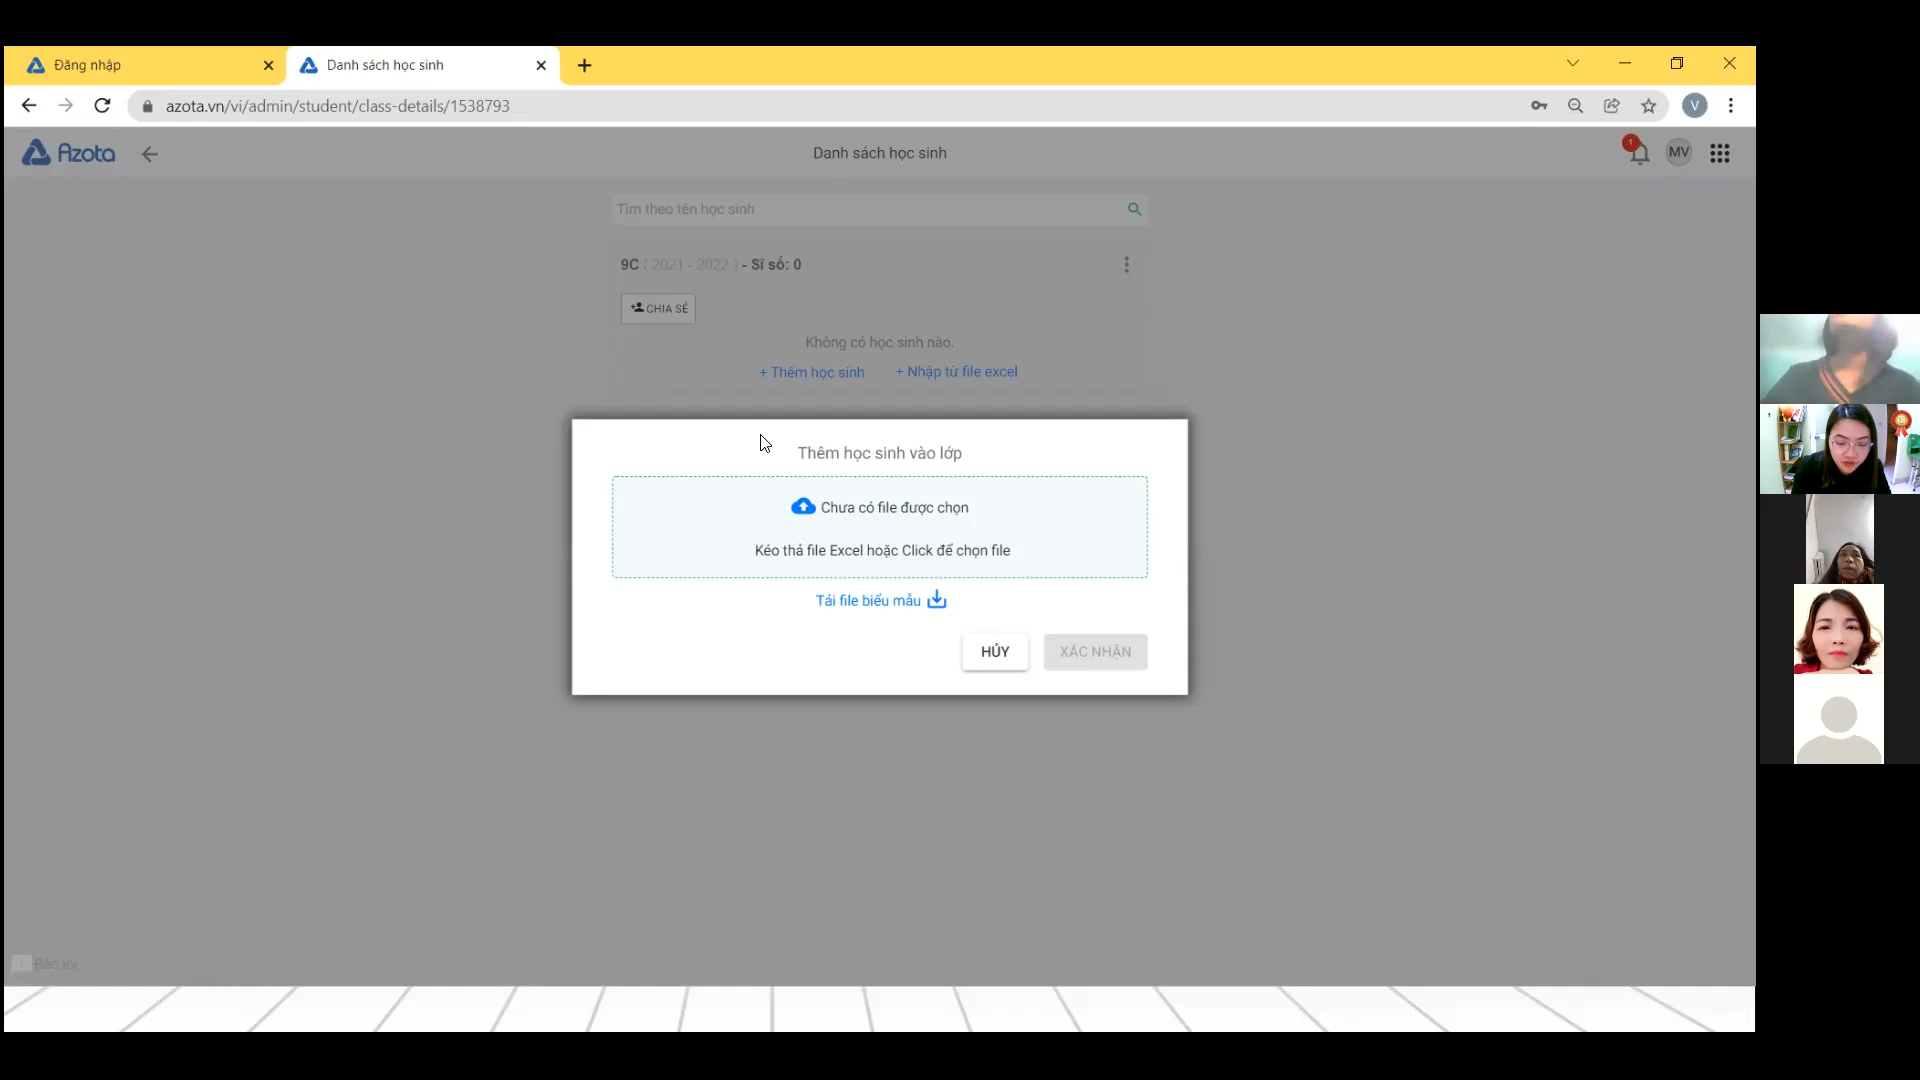 Đăng nhập
Danh sách học sinh
azota.vn/vi/admin/student/class-details/1538793
V
Azota
Danh sách học sinh
1
MV
Tìm theo tên học sinh
9C ( 2021 - 2022 ) - Sĩ số: 0
CHIA SẺ
Không có học sinh nào.
+ Thêm học sinh
+ Nhập từ file excel
Thêm học sinh vào lớp
Chưa có file được chọn
Kéo thả file Excel hoặc Click để chọn file
Tải file biểu mẫu
HỦY
XÁC NHẬN
Báo lỗi